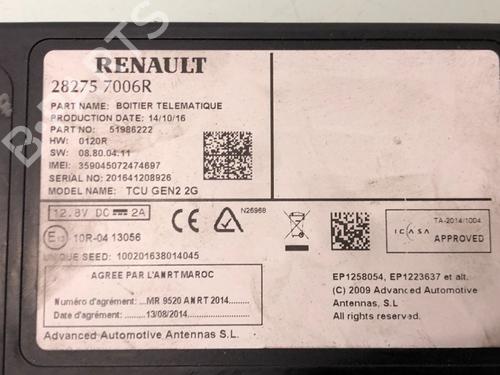 RENAULT
28275 7006R
PART NAME: BOITIER TELEMATIQUE
PRODUCTION DATE: 14/10/16
PART No: 51986222
HW: 0120R
SW: 08.80.04.11
IMEI: 359045072474697
SERIAL NO: 201641208926
MODEL NAME: TCU GEN2 2G
12.8V DC 2A
10R-04 13056
UNIQUE SEED: 100201638014045
CE
N26968
ICASA
TA-2014/1004
APPROVED
AGREE PAR L'ANRT MAROC
Numéro d'agrément: MR 9520 ANRT 2014
Date d'agrément: 13/08/2014
Advanced Automotive Antennas S.L.
EP1258054, EP1223637 et alt.
(C) 2009 Advanced Automotive
Antennas, S.L
All rights reserved.